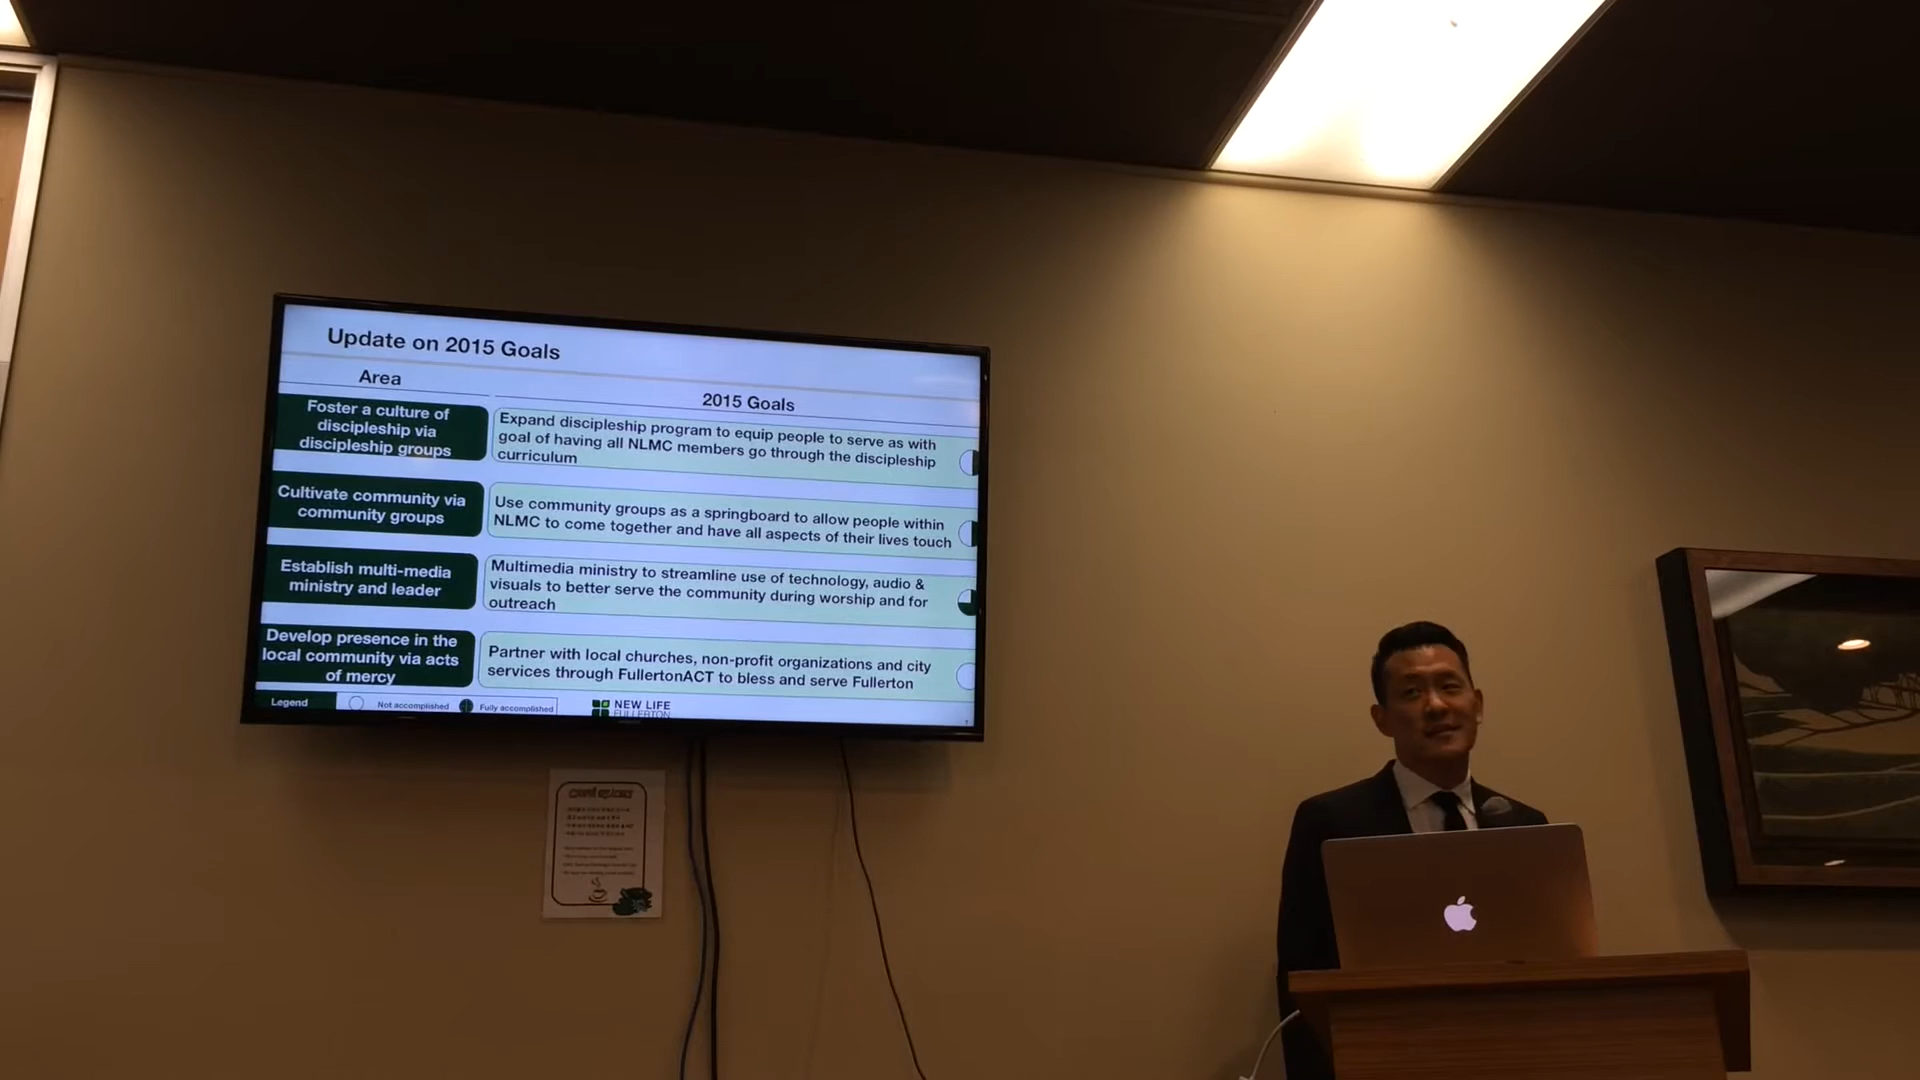 Update on 2015 Goals
Area
2015 Goals
Foster a culture of
discipleship via
discipleship groups
Expand discipleship program to equip people to serve as with
goal of having all NLMC members go through the discipleship
curriculum
Cultivate community via
community groups
Use community groups as a springboard to allow people within
NLMC to come together and have all aspects of their lives touch
Establish multi-media
ministry and leader
Multimedia ministry to streamline use of technology, audio &
visuals to better serve the community during worship and for
outreach
Develop presence in the
local community via acts
of mercy
Partner with local churches, non-profit organizations and city
services through FullertonACT to bless and serve Fullerton
Legend
Not accomplished
Fully accomplished
NEW LIFE
FULLERTON